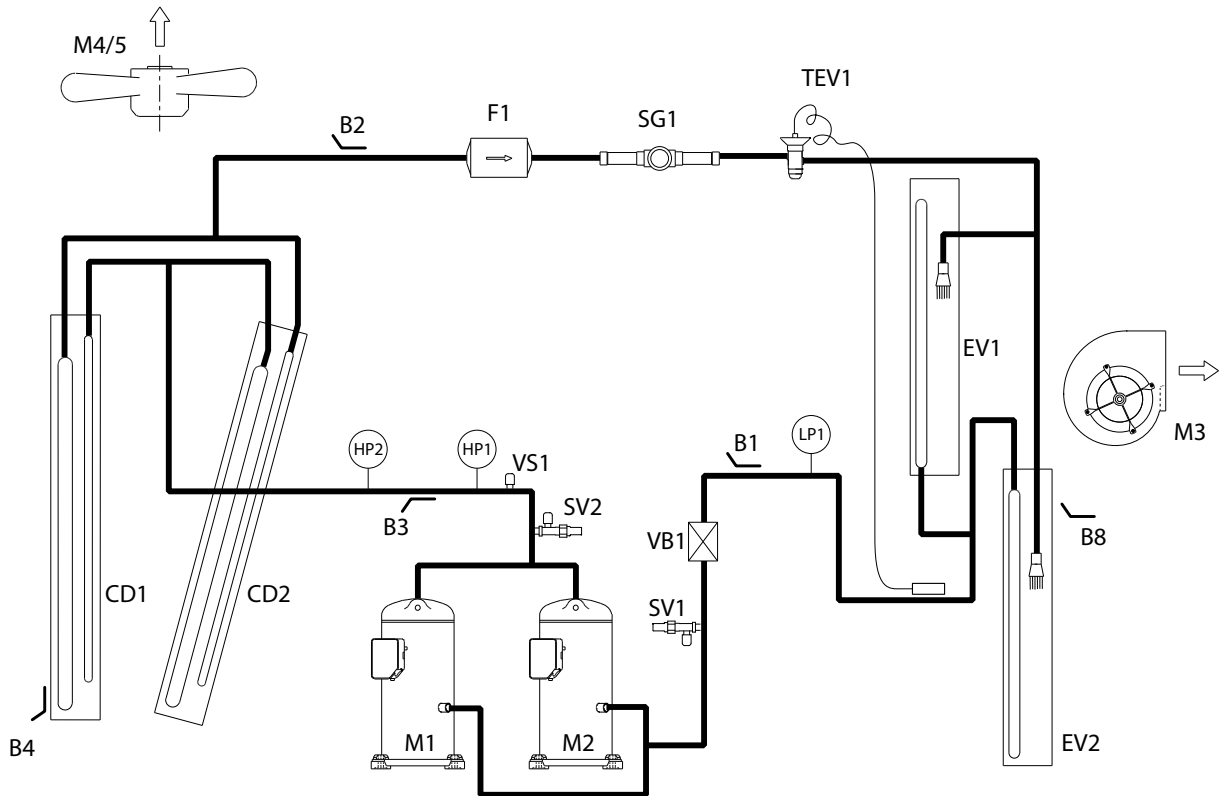 M4/5
TEV1
F1
SG1
B2
EV1
M3
HP2
HP1
VS1
B1
LP1
B3
SV2
VB1
B8
CD1
CD2
SV1
M1
M2
B4
EV2